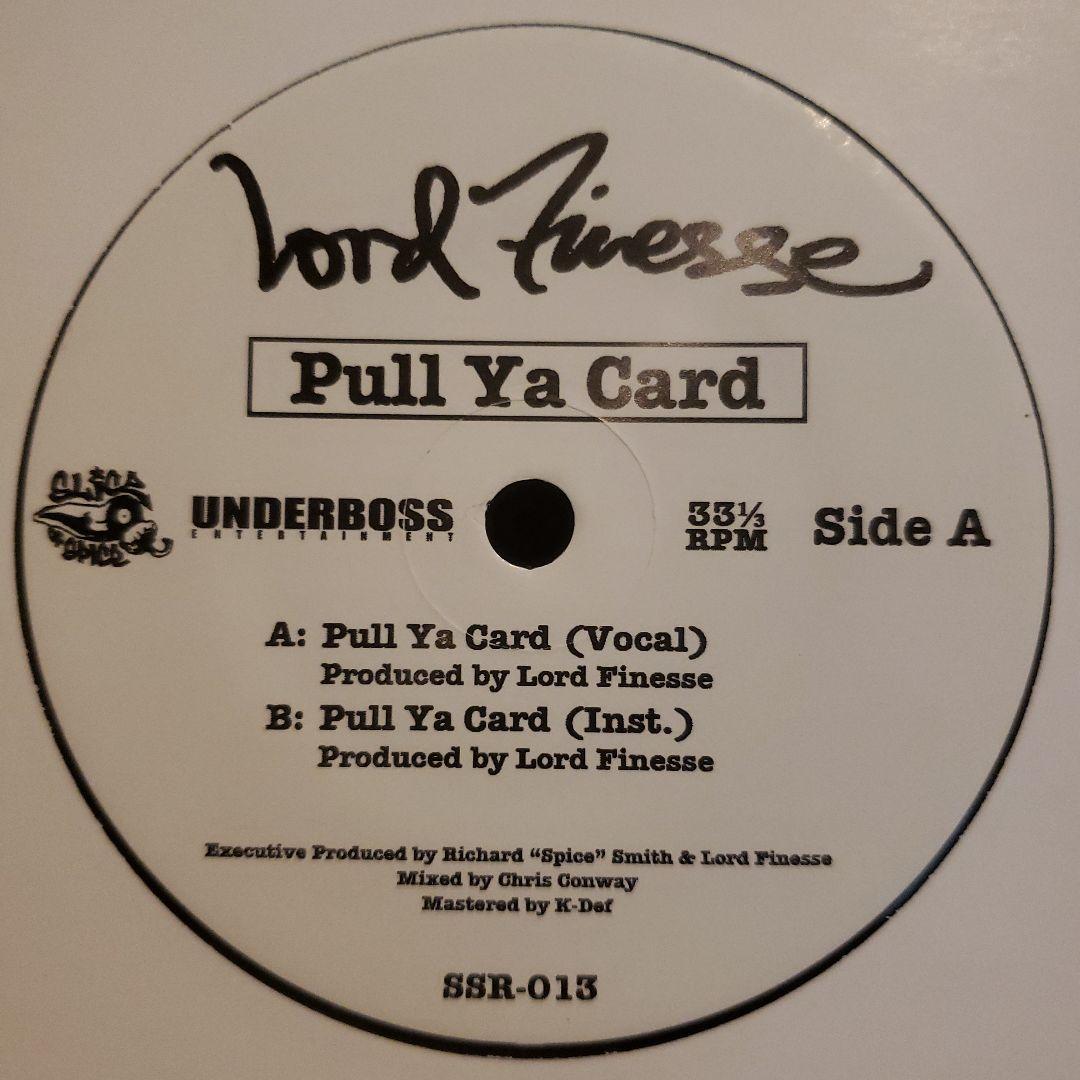 Lord Finesse
Pull Ya Card
SLICE
SPICE
UNDERBOSS
ENTERTAINMENT
33⅓
RPM
Side A
A: Pull Ya Card (Vocal)
Produced by Lord Finesse
B: Pull Ya Card (Inst.)
Produced by Lord Finesse
Executive Produced by Richard “Spice” Smith & Lord Finesse
Mixed by Chris Conway
Mastered by K-Def
SSR-013